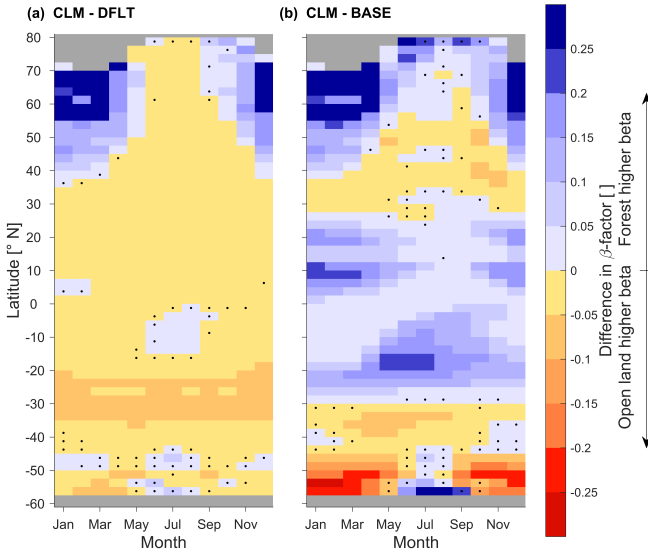 (a) CLM - DFLT
(b) CLM - BASE
80
70
60
50
40
30
20
10
0
-10
-20
-30
-40
-50
-60
Latitude [° N]
Jan Mar May Jul Sep Nov
Month
Jan Mar May Jul Sep Nov
Month
0.25
0.2
0.15
0.1
0.05
0
-0.05
-0.1
-0.15
-0.2
-0.25
Difference in β-factor [ ]
Open land higher beta
Forest higher beta